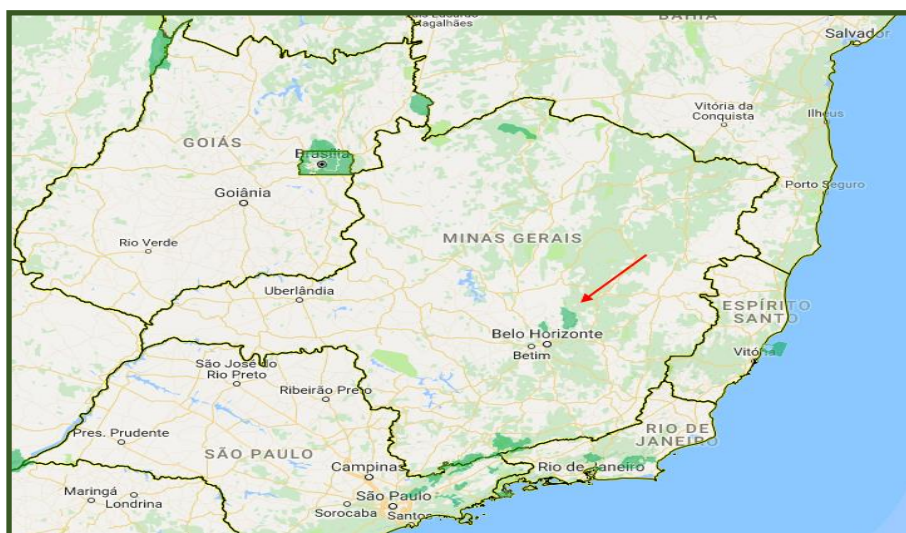 Magalhães
BAHIA
Salvador
Vitória da
Conquista
Ilhéus
GOIÁS
Brasília
Goiânia
Porto Seguro
Rio Verde
MINAS GERAIS
Uberlândia
ESPÍRITO
SANTO
Belo Horizonte
Betim
Vitória
São José do
Rio Preto
Ribeirão Preto
RIO DE
JANEIRO
Pres. Prudente
SÃO PAULO
Campinas
Rio de Janeiro
Maringá
Londrina
São Paulo
Sorocaba
Santos